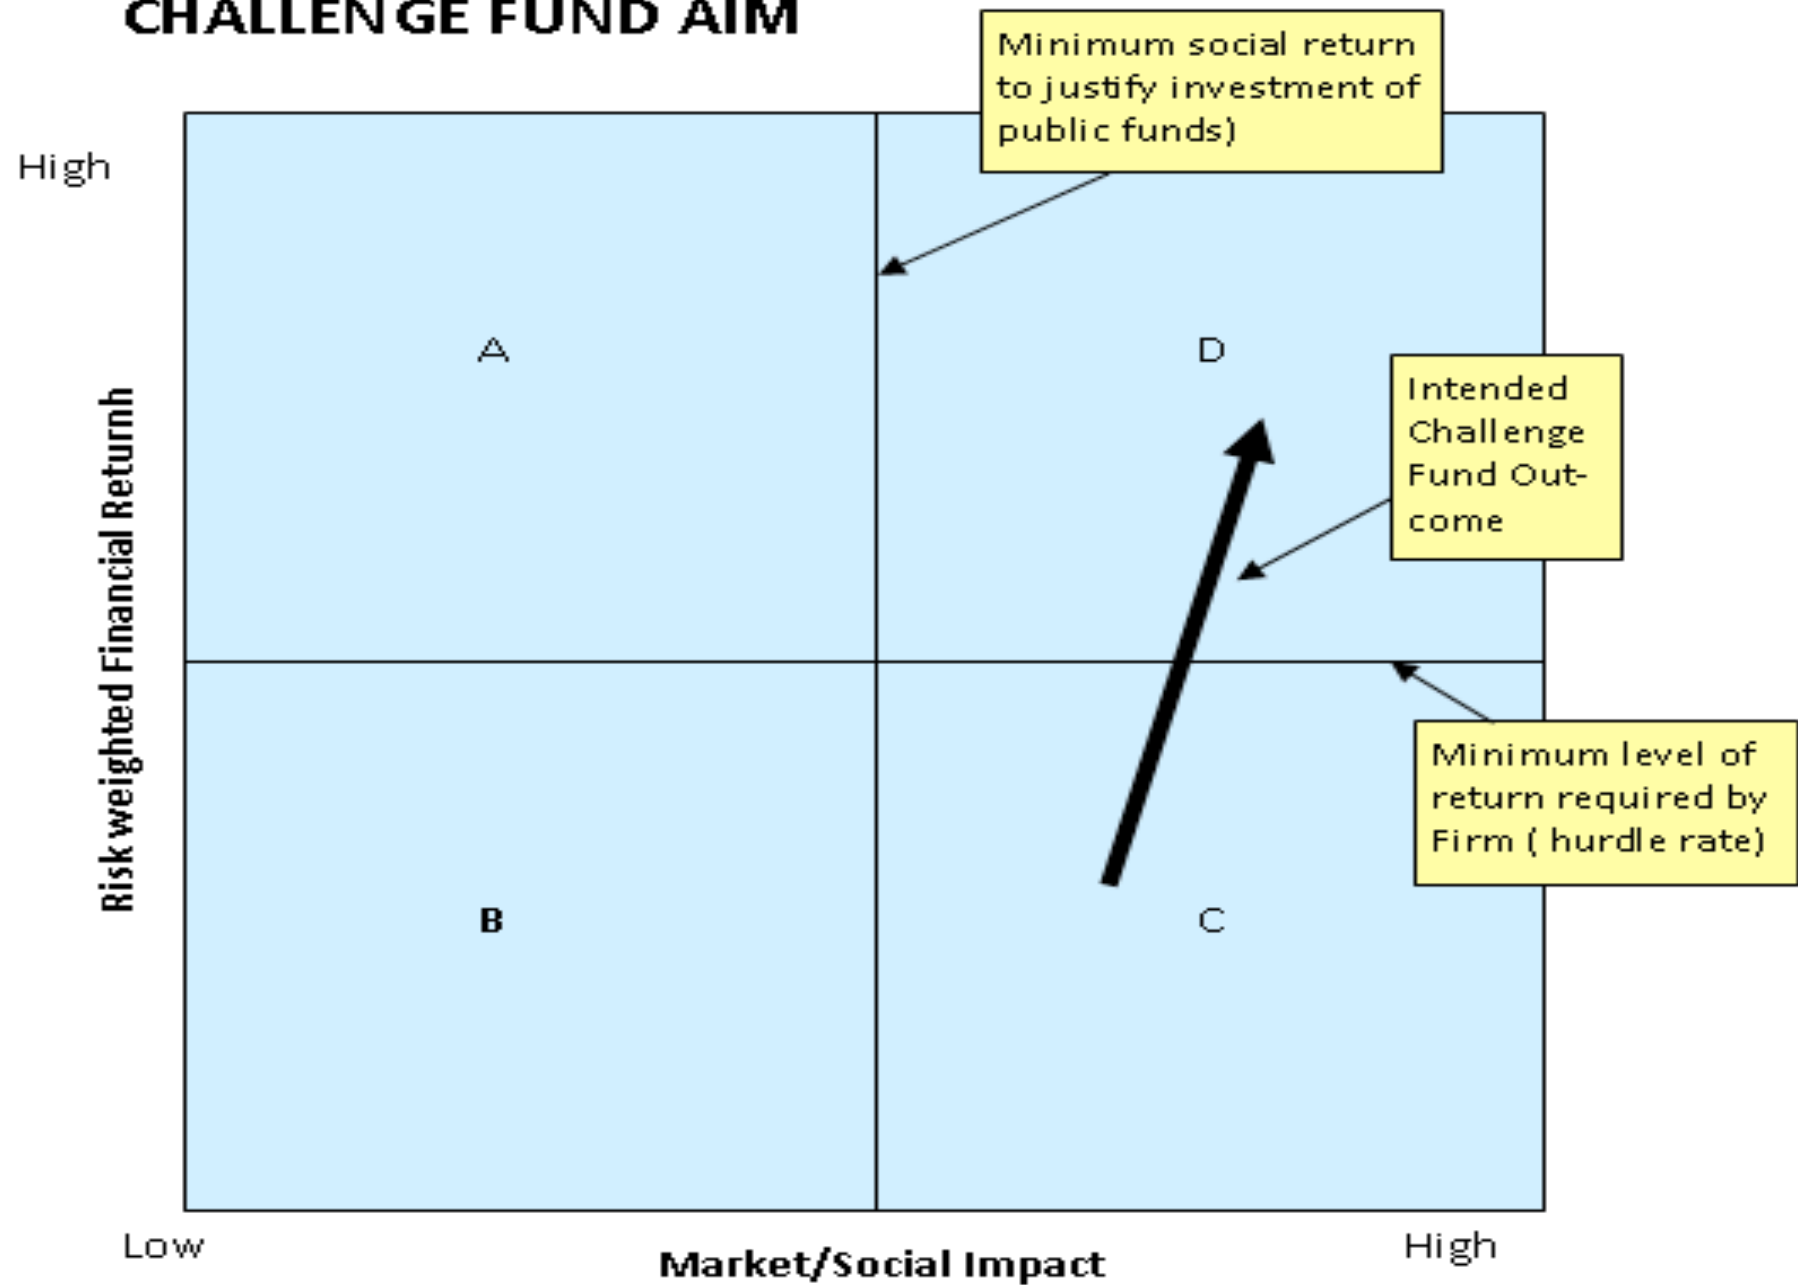 CHALLENGE FUND AIM
Minimum social return
to justify investment of
public funds)
High
A
D
Intended
Challenge
Fund Out-
come
Risk weighted Financial Returnh
Minimum level of
return required by
Firm ( hurdle rate)
B
C
Low
Market/Social Impact
High